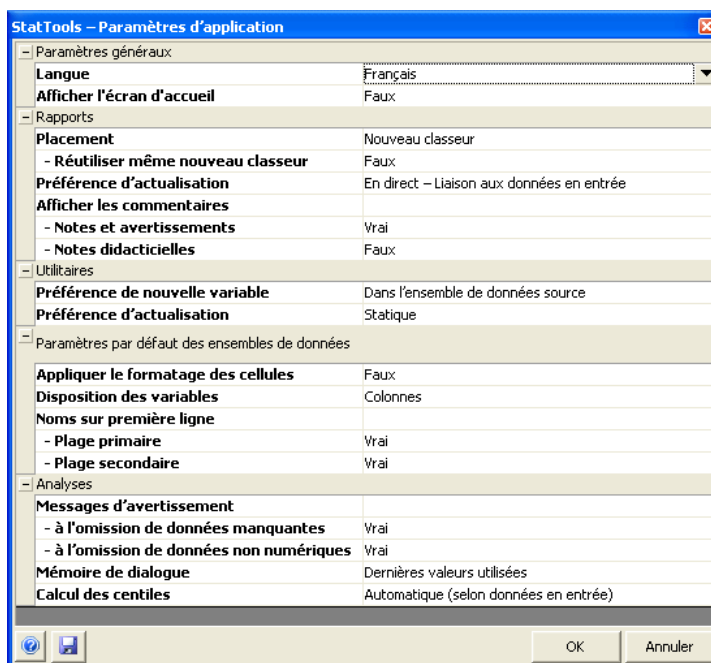 StatTools – Paramètres d'application
Paramètres généraux
Langue Français
Afficher l'écran d'accueil Faux
Rapports
Placement Nouveau classeur
- Réutiliser même nouveau classeur Faux
Préférence d'actualisation En direct – Liaison aux données en entrée
Afficher les commentaires
- Notes et avertissements Vrai
- Notes didacticielles Faux
Utilitaires
Préférence de nouvelle variable Dans l'ensemble de données source
Préférence d'actualisation Statique
Paramètres par défaut des ensembles de données
Appliquer le formatage des cellules Faux
Disposition des variables Colonnes
Noms sur première ligne
- Plage primaire Vrai
- Plage secondaire Vrai
Analyses
Messages d'avertissement
- à l'omission de données manquantes Vrai
- à l'omission de données non numériques Vrai
Mémoire de dialogue Dernières valeurs utilisées
Calcul des centiles Automatique (selon données en entrée)
OK Annuler